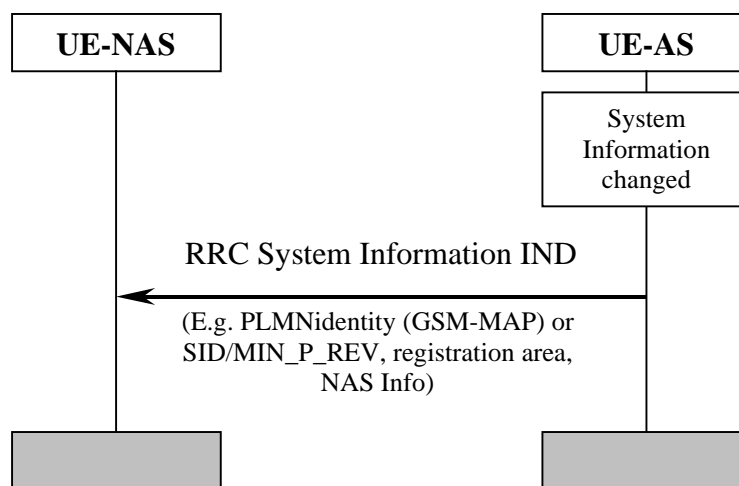 UE-NAS
UE-AS
System
Information
changed
RRC System Information IND
(E.g. PLMNidentity (GSM-MAP) or
SID/MIN_P_REV, registration area,
NAS Info)